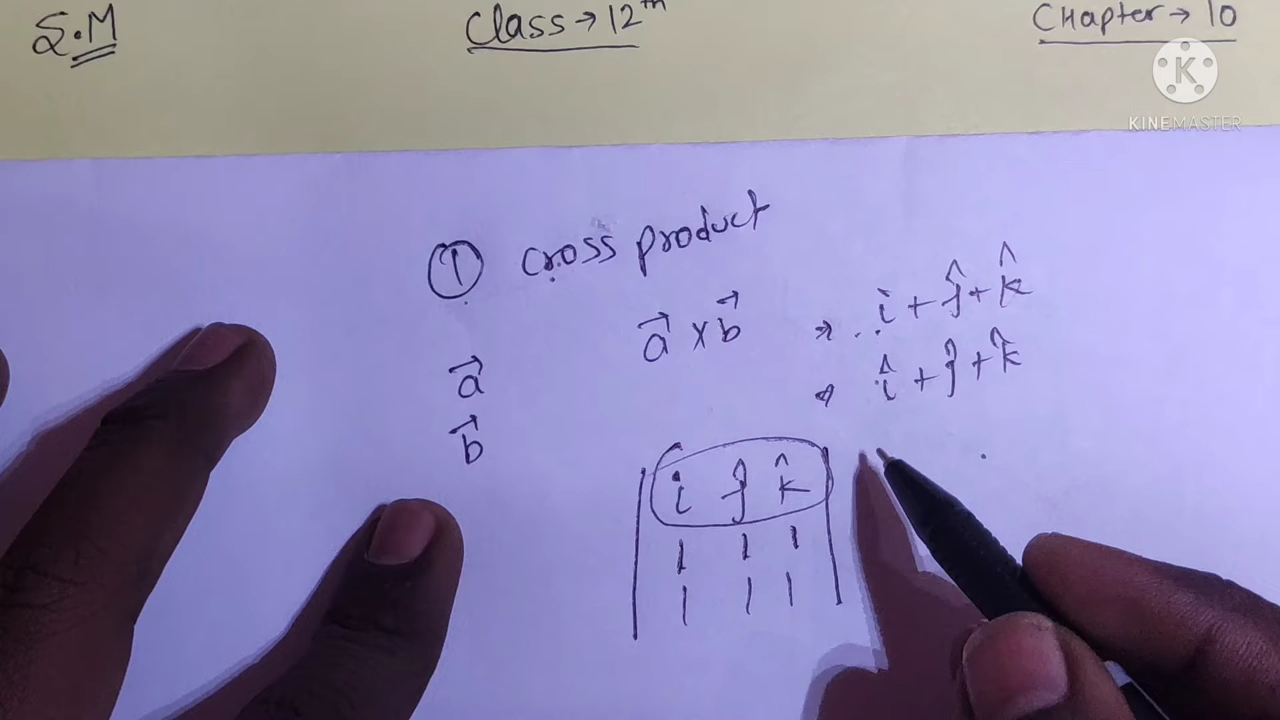 S.M
Class → 12th
Chapter → 10
KINEMASTER
① cross product
a⃗ × b⃗ → î + ĵ + k̂
a⃗ → î + ĵ + k̂
b⃗
| i ĵ k̂ |
| 1 1 1 |
| 1 1 1 |